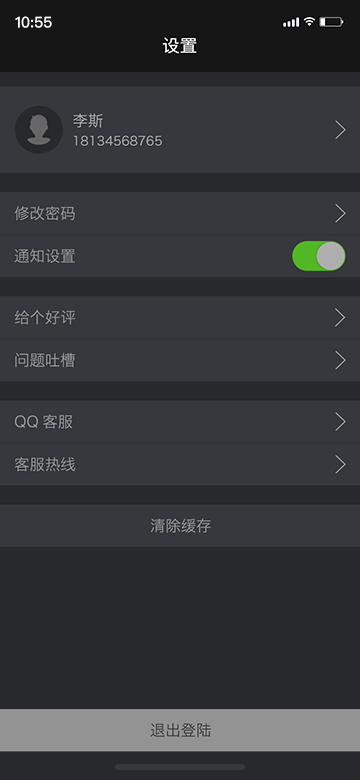 10:55
设置
李斯
18134568765
修改密码
通知设置
给个好评
问题吐槽
QQ 客服
客服热线
清除缓存
退出登陆